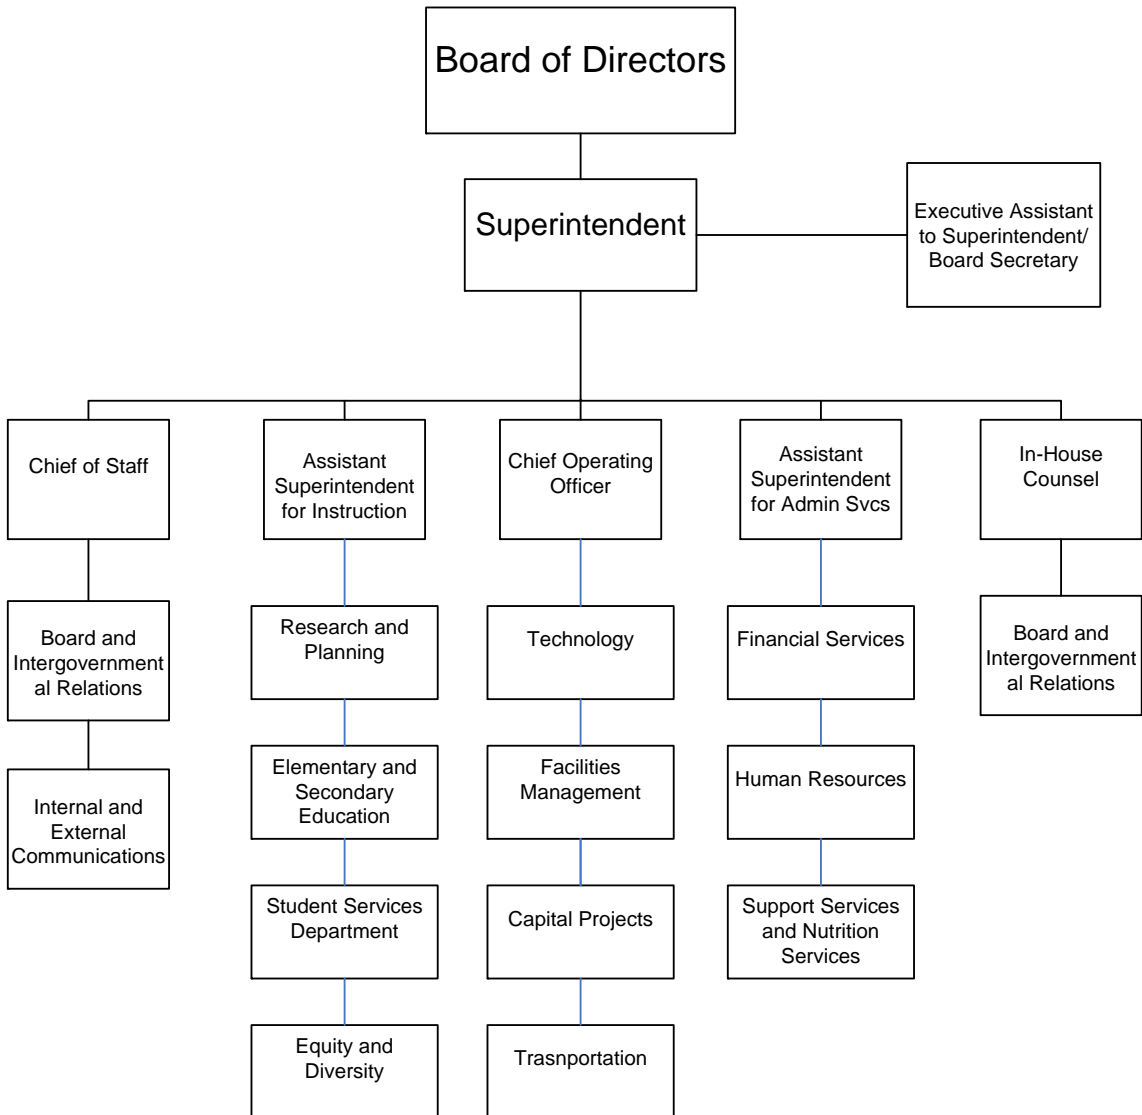 Board of Directors
Superintendent
Executive Assistant
to Superintendent/
Board Secretary
Chief of Staff
Assistant
Superintendent
for Instruction
Chief Operating
Officer
Assistant
Superintendent
for Admin Svcs
In-House
Counsel
Board and
Intergovernment
al Relations
Research and
Planning
Technology
Financial Services
Board and
Intergovernment
al Relations
Internal and
External
Communications
Elementary and
Secondary
Education
Facilities
Management
Human Resources
Student Services
Department
Capital Projects
Support Services
and Nutrition
Services
Equity and
Diversity
Trasnportation